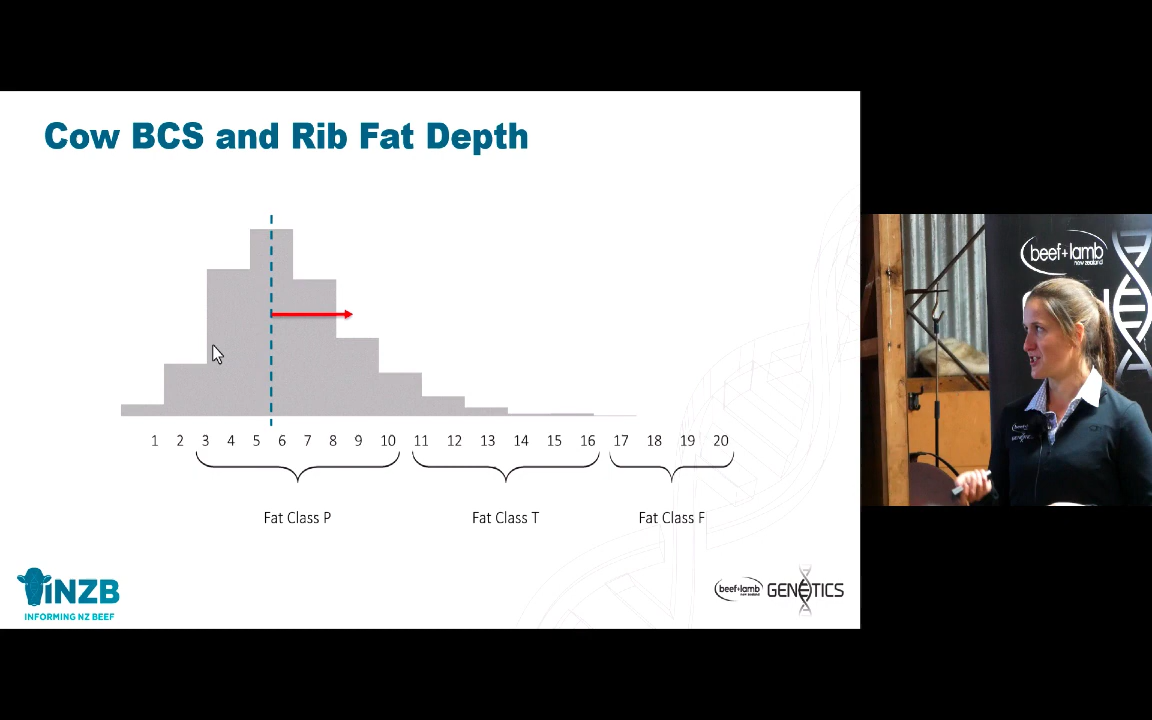 Cow BCS and Rib Fat Depth
1 2 3 4 5 6 7 8 9 10 11 12 13 14 15 16 17 18 19 20
Fat Class P Fat Class T Fat Class F
iNZB
INFORMING NZ BEEF
beef+lamb
new zealand
GENETICS
beef+lamb
new zealand